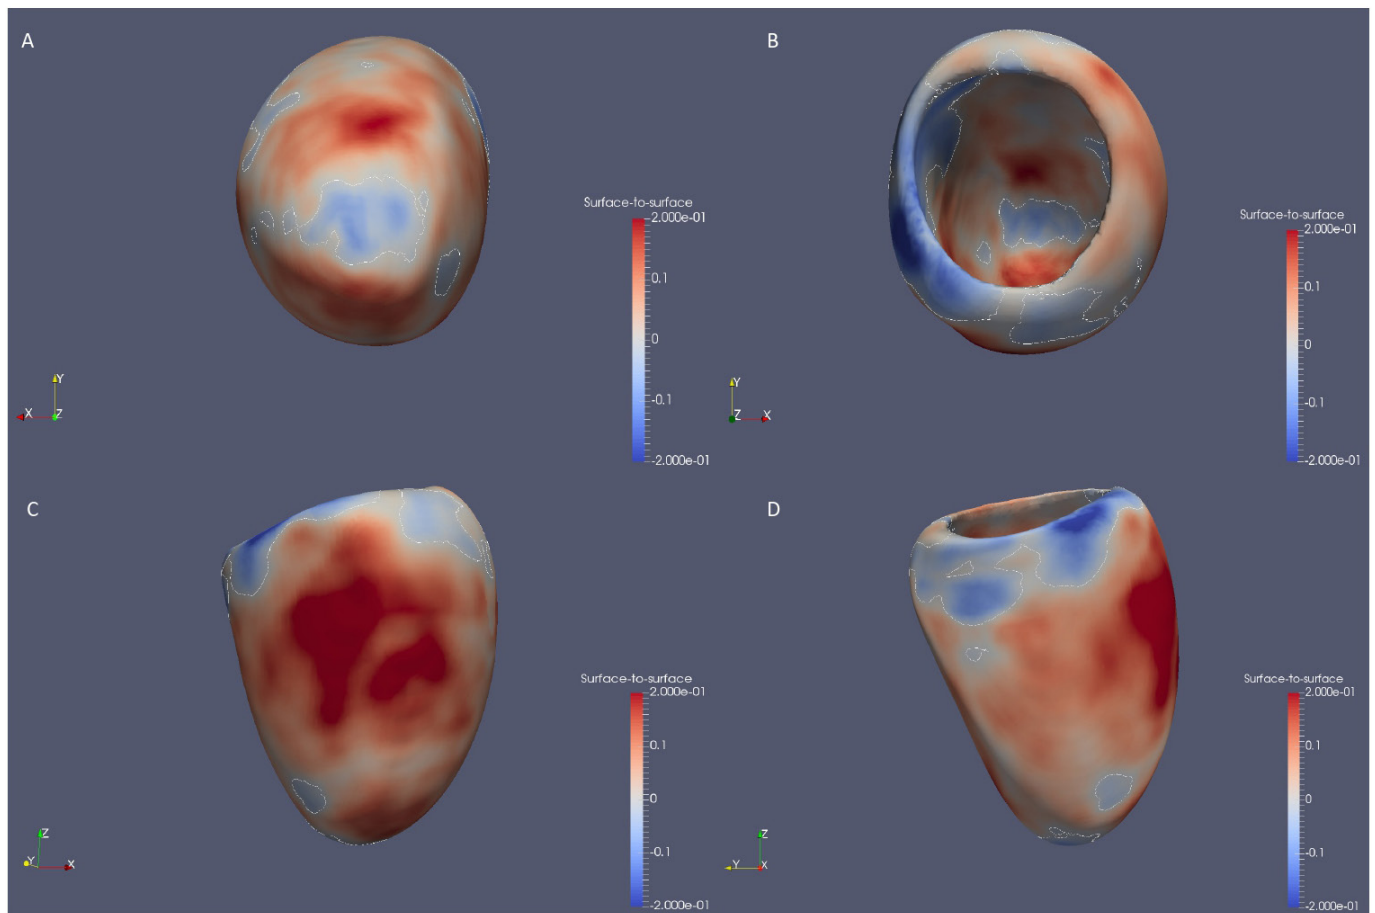 A
Surface-to-surface
2.000e-01
0.1
0
-0.1
-2.000e-01
Y
X
Z
B
Surface-to-surface
2.000e-01
0.1
0
-0.1
-2.000e-01
Y
Z
X
C
Surface-to-surface
2.000e-01
0.1
0
-0.1
-2.000e-01
Z
Y
X
D
Surface-to-surface
2.000e-01
0.1
0
-0.1
-2.000e-01
Z
Y
X